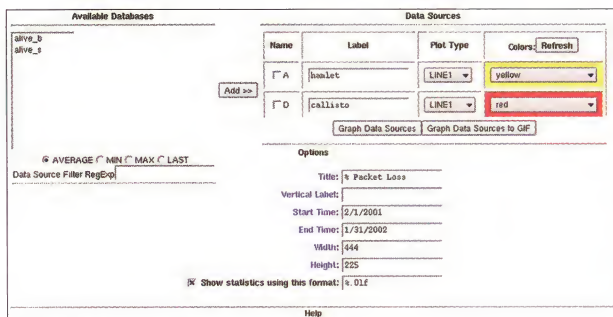 Available Databases
alive_b
alive_s
Add >>
AVERAGE MIN MAX LAST
Data Source Filter RegExp
Data Sources
Name Label Plot Type Colors: Refresh
A hamlet LINE1 yellow
D callisto LINE1 red
Graph Data Sources Graph Data Sources to GIF
Options
Title: % Packet Loss
Vertical Label:
Start Time: 2/1/2001
End Time: 1/31/2002
Width: 444
Height: 225
Show statistics using this format: %.01f
Help